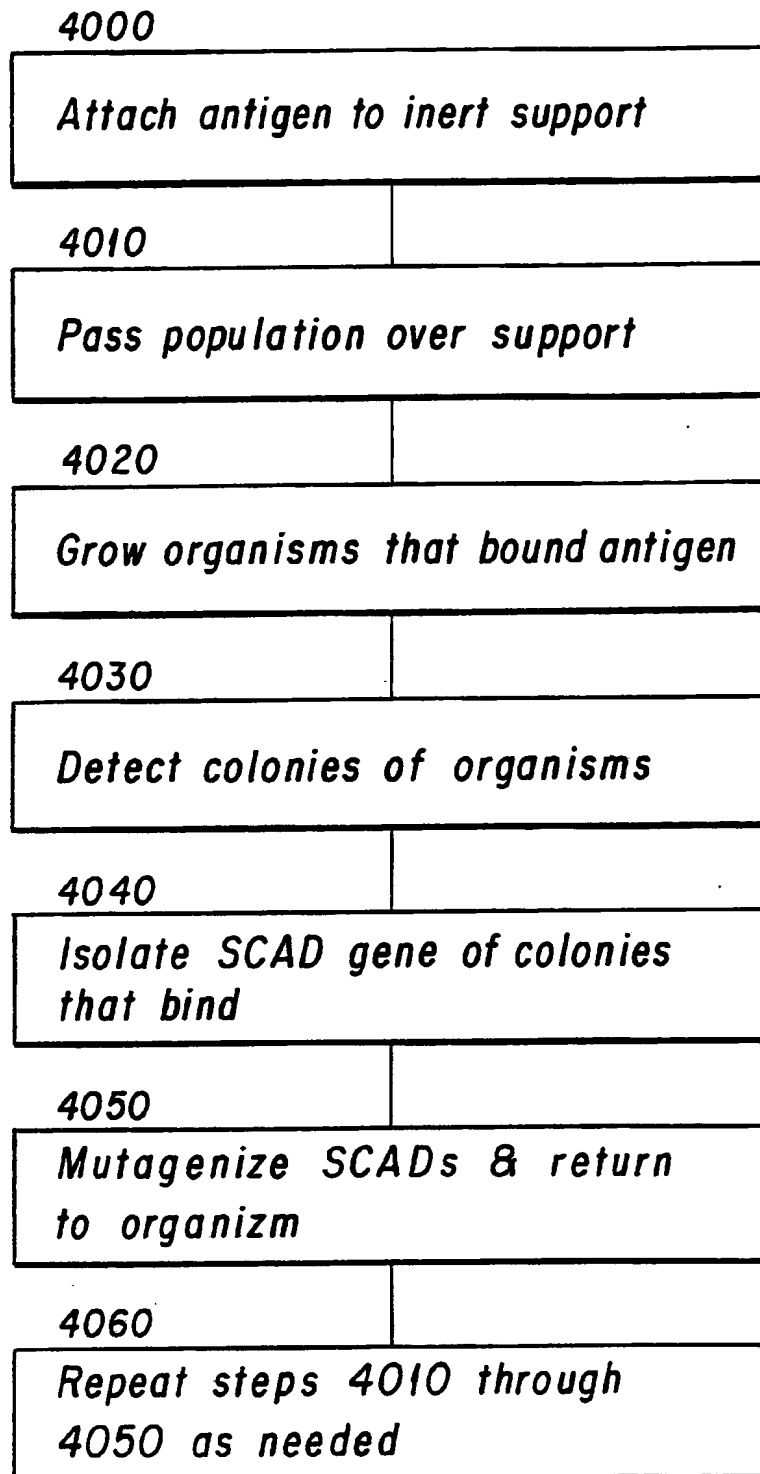 4000
Attach antigen to inert support
4010
Pass population over support
4020
Grow organisms that bound antigen
4030
Detect colonies of organisms
4040
Isolate SCAD gene of colonies
that bind
4050
Mutagenize SCADs & return
to organizm
4060
Repeat steps 4010 through
4050 as needed